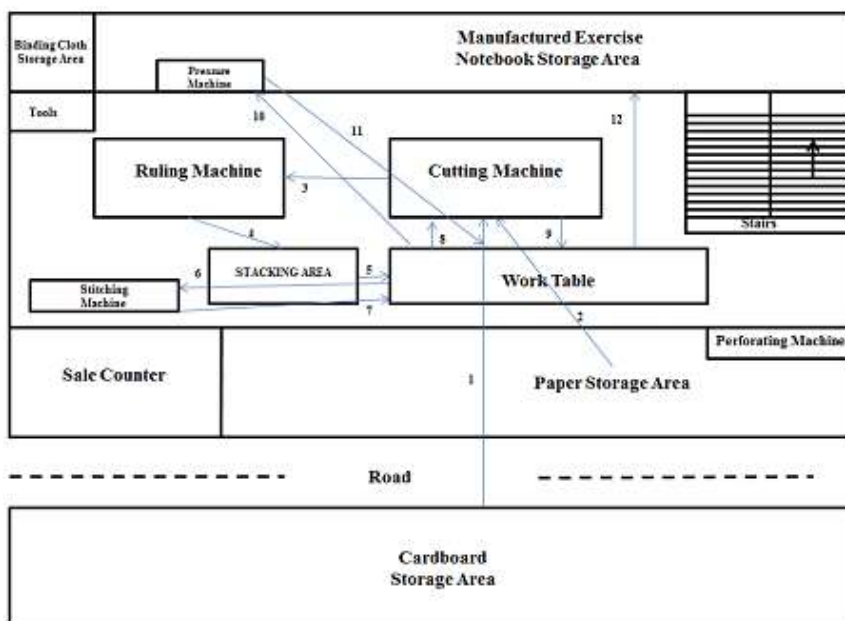 Binding Cloth
Storage Area
Manufactured Exercise
Notebook Storage Area
Pressure
Machine
Tools
10
11
12
Ruling Machine
3
Cutting Machine
Stairs
4
8
9
STACKING AREA
5
6
Work Table
Stitching
Machine
7
2
Perforating Machine
Sale Counter
1
Paper Storage Area
Road
Cardboard
Storage Area